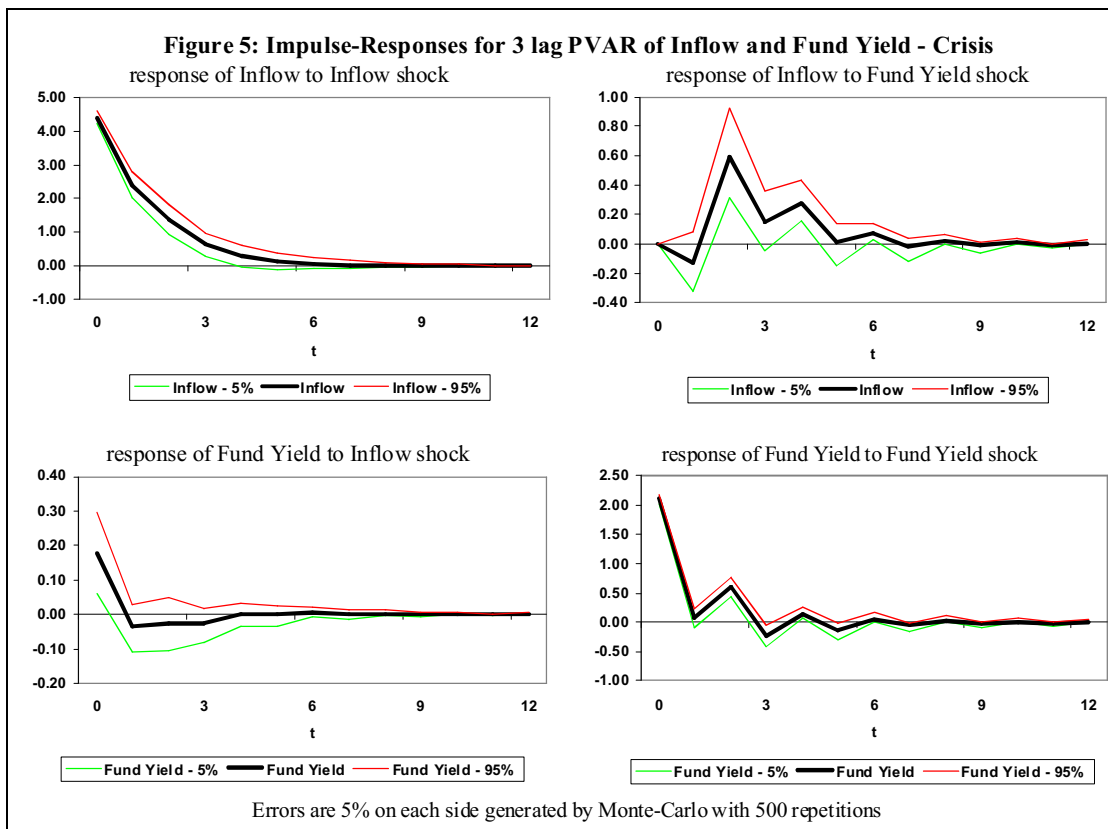 Figure 5: Impulse-Responses for 3 lag PVAR of Inflow and Fund Yield - Crisis
response of Inflow to Inflow shock
5.00
4.00
3.00
2.00
1.00
0.00
-1.00
0 3 6 9 12
t
Inflow - 5% Inflow Inflow - 95%
response of Inflow to Fund Yield shock
1.00
0.80
0.60
0.40
0.20
0.00
-0.20
-0.40
0 3 6 9 12
t
Inflow - 5% Inflow Inflow - 95%
response of Fund Yield to Inflow shock
0.40
0.30
0.20
0.10
0.00
-0.10
-0.20
0 3 6 9 12
t
Fund Yield - 5% Fund Yield Fund Yield - 95%
response of Fund Yield to Fund Yield shock
2.50
2.00
1.50
1.00
0.50
0.00
-0.50
-1.00
0 3 6 9 12
t
Fund Yield - 5% Fund Yield Fund Yield - 95%
Errors are 5% on each side generated by Monte-Carlo with 500 repetitions